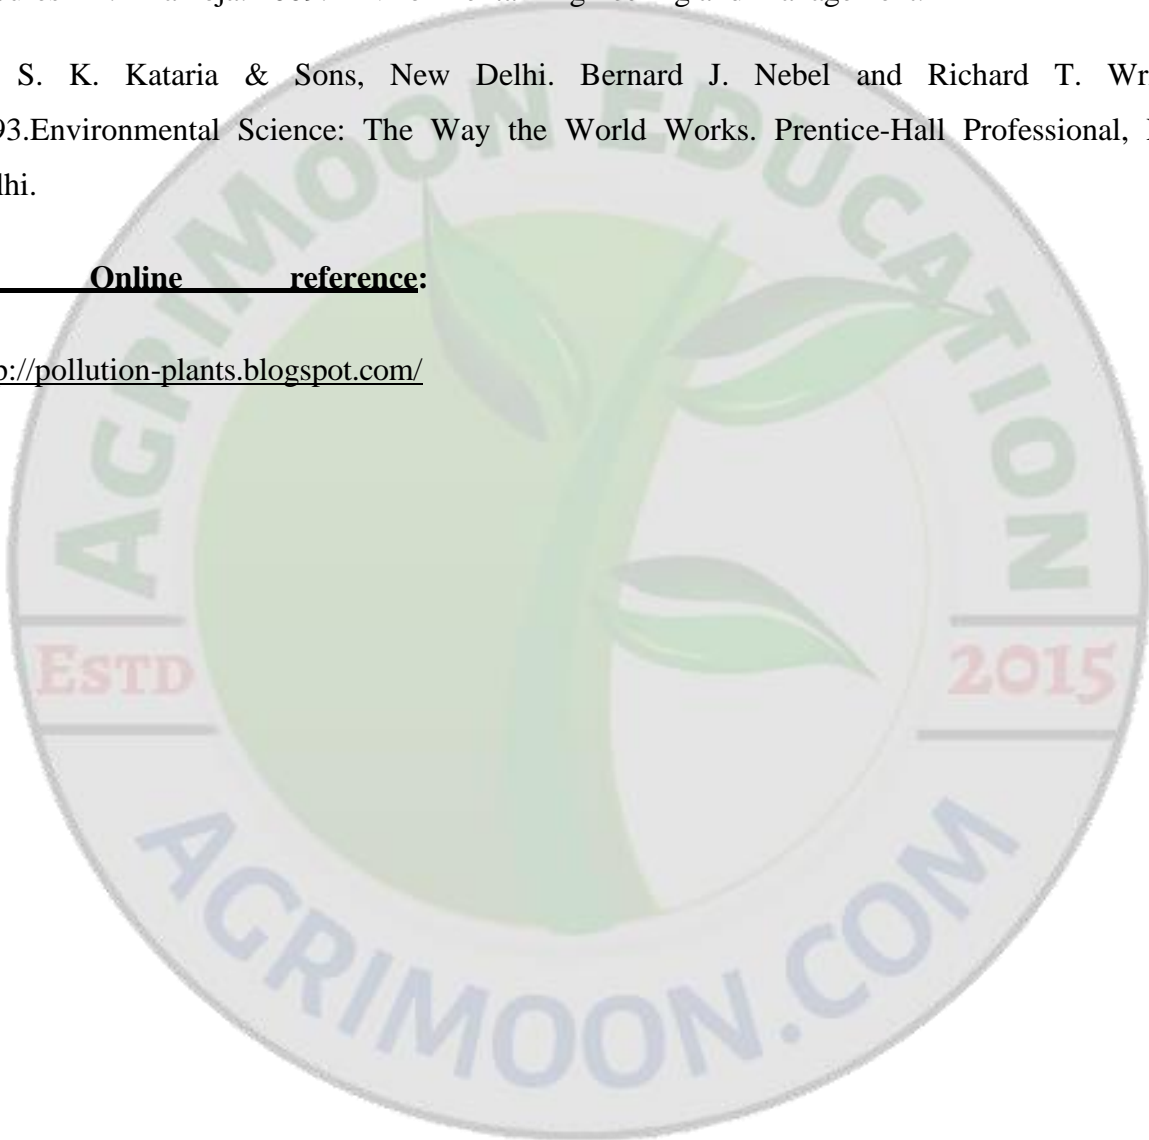 S. K. Kataria & Sons, New Delhi. Bernard J. Nebel and Richard T. Wr
93.Environmental Science: The Way the World Works. Prentice-Hall Professional,
lhi.
Online reference:
p://pollution-plants.blogspot.com/
AGRIMOON EDUCATION
ESTD
2015
AGRIMOON.COM